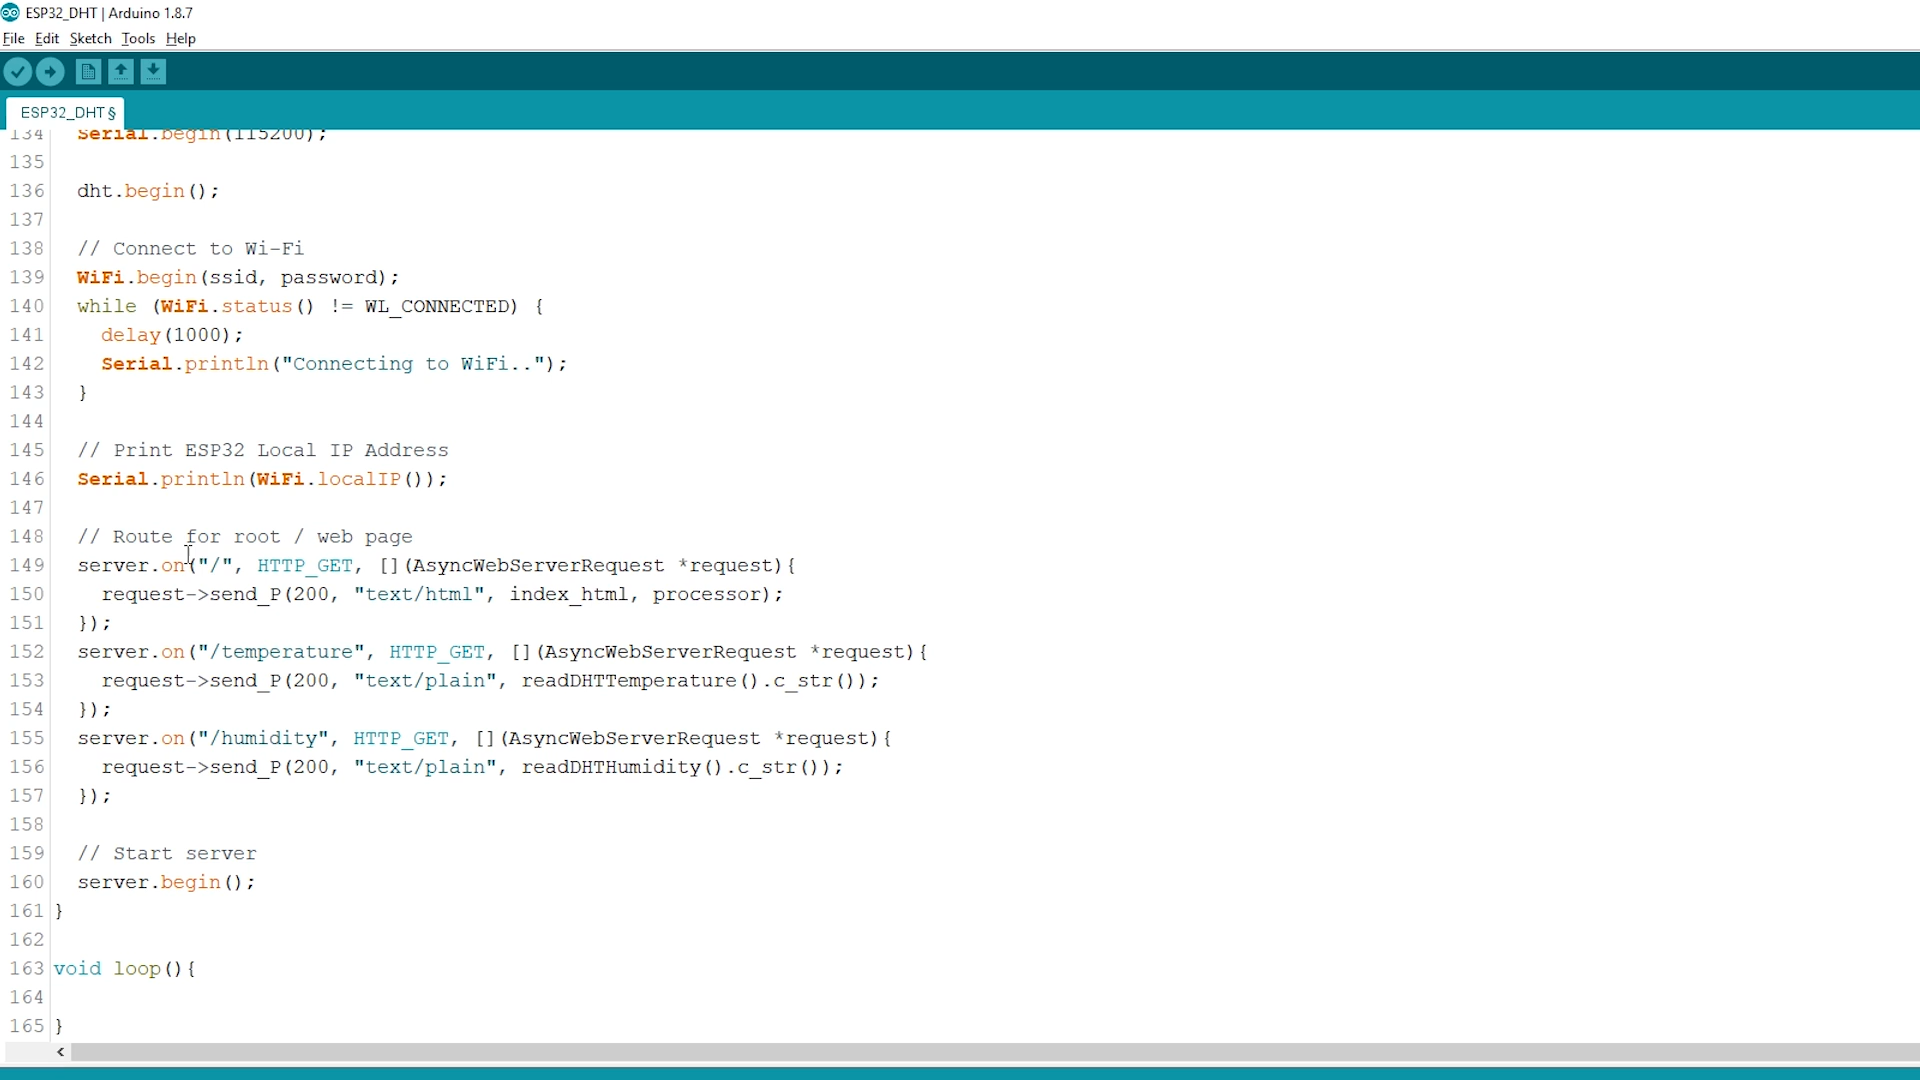 ESP32_DHT | Arduino 1.8.7
File Edit Sketch Tools Help
ESP32_DHT §
134   Serial.begin(115200);
135
136   dht.begin();
137
138   // Connect to Wi-Fi
139   WiFi.begin(ssid, password);
140   while (WiFi.status() != WL_CONNECTED) {
141     delay(1000);
142     Serial.println("Connecting to WiFi..");
143   }
144
145   // Print ESP32 Local IP Address
146   Serial.println(WiFi.localIP());
147
148   // Route for root / web page
149   server.on("/", HTTP_GET, [](AsyncWebServerRequest *request){
150     request->send_P(200, "text/html", index_html, processor);
151   });
152   server.on("/temperature", HTTP_GET, [](AsyncWebServerRequest *request){
153     request->send_P(200, "text/plain", readDHTTemperature().c_str());
154   });
155   server.on("/humidity", HTTP_GET, [](AsyncWebServerRequest *request){
156     request->send_P(200, "text/plain", readDHTHumidity().c_str());
157   });
158
159   // Start server
160   server.begin();
161 }
162
163 void loop(){
164
165 }